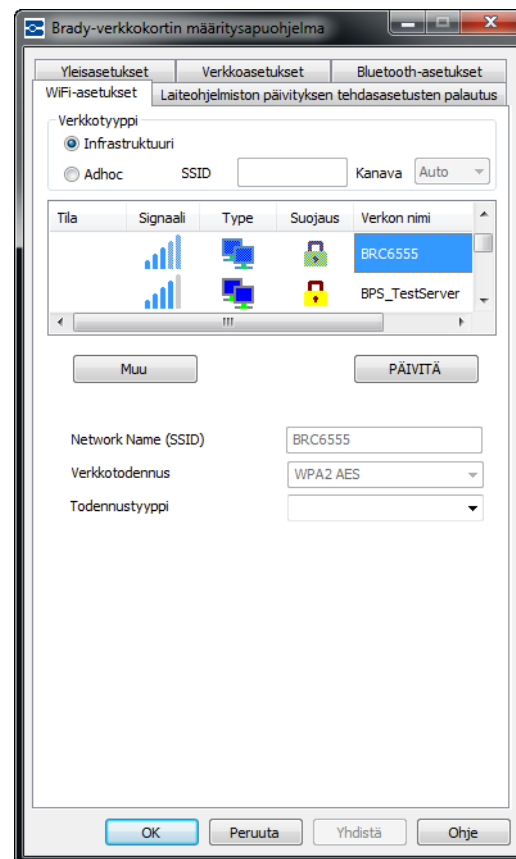 Brady-verkkokortin määritysapuohjelma
Yleisasetukset Verkkoasetukset Bluetooth-asetukset
WiFi-asetukset Laiteohjelmiston päivityksen tehdasasetusten palautus
Verkkotyyppi
Infrastruktuuri
Adhoc SSID Kanava Auto
Tila Signaali Type Suojaus Verkon nimi
BRC6555
BPS_TestServer
Muu PÄIVITÄ
Network Name (SSID) BRC6555
Verkkotodennus WPA2 AES
Todennustyyppi
OK Peruuta Yhdistä Ohje